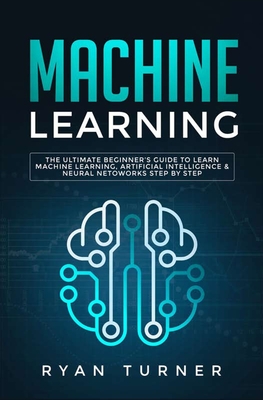 MACHINE
LEARNING
THE ULTIMATE BEGINNER'S GUIDE TO LEARN
MACHINE LEARNING, ARTIFICIAL INTELLIGENCE &
NEURAL NETOWORKS STEP BY STEP
RYAN TURNER